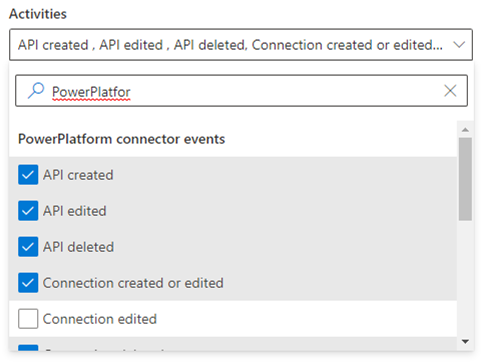 Activities
API created , API edited , API deleted, Connection created or edited...
PowerPlatfor
PowerPlatform connector events
API created
API edited
API deleted
Connection created or edited
Connection edited